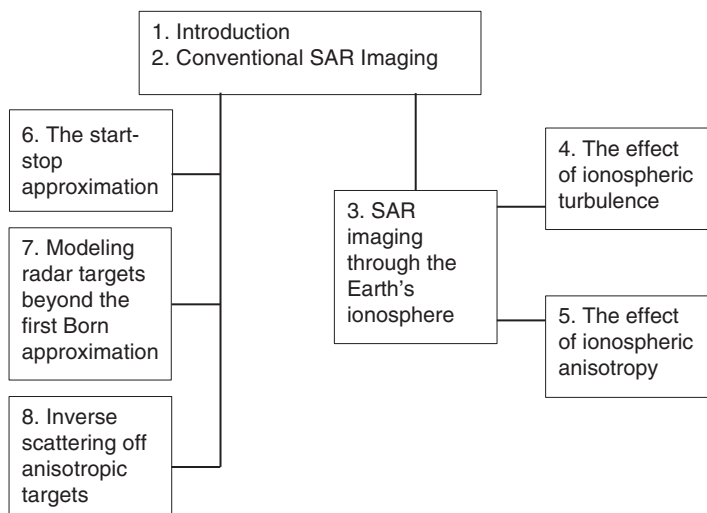 1. Introduction
2. Conventional SAR Imaging
6. The start-
stop
approximation
7. Modeling
radar targets
beyond the
first Born
approximation
8. Inverse
scattering off
anisotropic
targets
3. SAR
imaging
through the
Earth's
ionosphere
4. The effect
of ionospheric
turbulence
5. The effect
of ionospheric
anisotropy